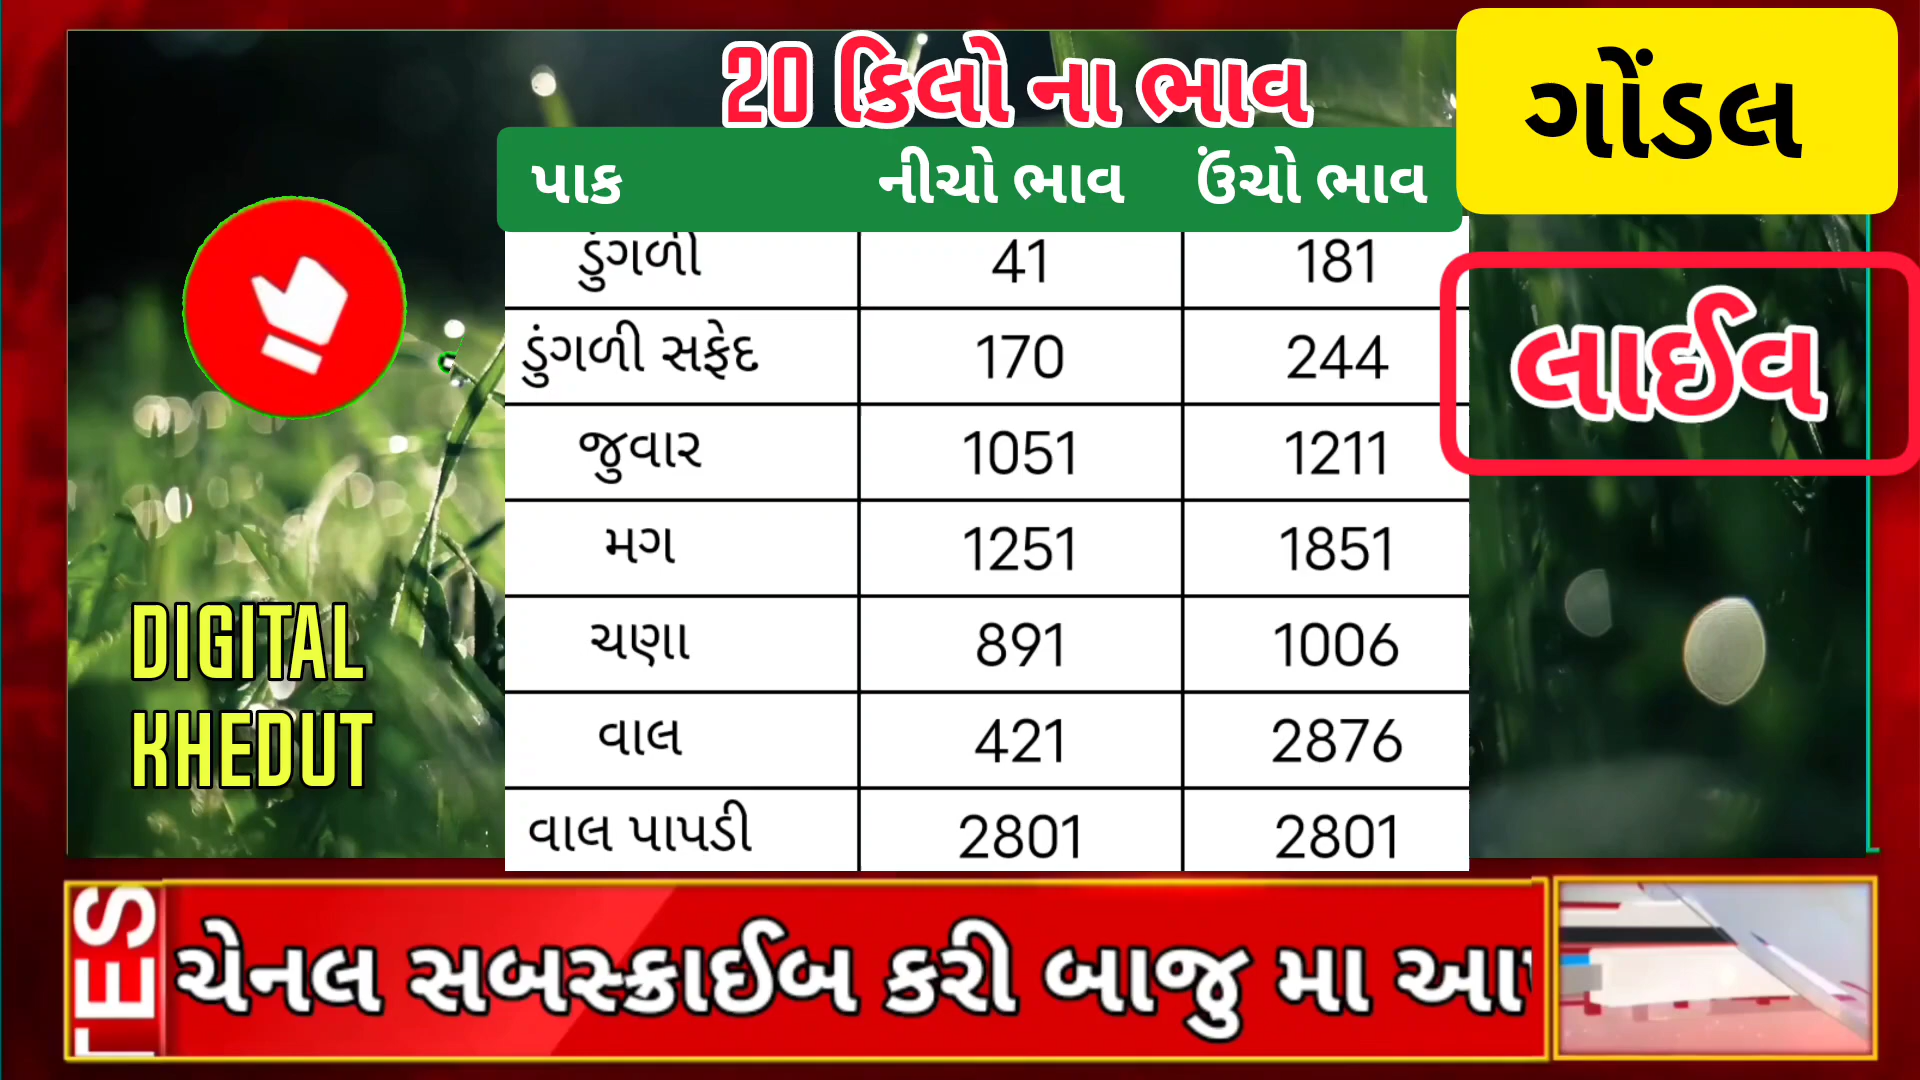 20 કિલો ના ભાવ
ગોંડલ
પાક નીચો ભાવ ઉંચો ભાવ
ડુંગળી 41 181
ડુંગળી સફેદ 170 244
જુવાર 1051 1211
મગ 1251 1851
ચણા 891 1006
વાલ 421 2876
વાલ પાપડી 2801 2801
લાઈવ
DIGITAL
KHEDUT
TES
ચેનલ સબસ્ક્રાઈબ કરી બાજુ મા